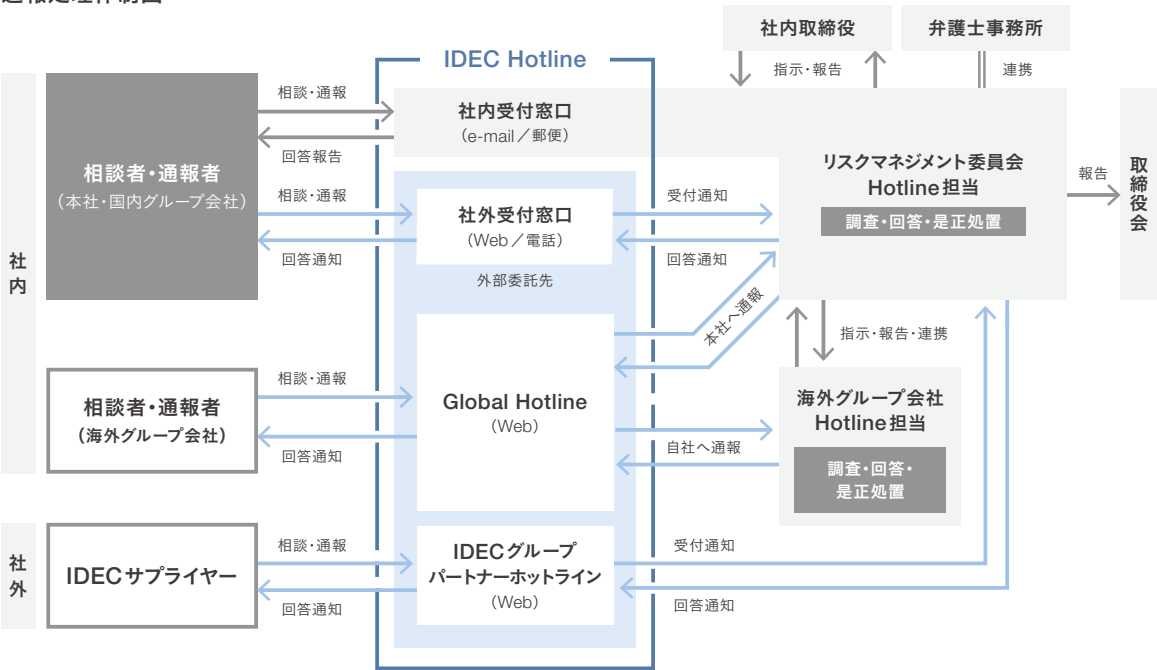 通報処理体制図
社内取締役
弁護士事務所
指示・報告
連携
IDEC Hotline
社内
相談者・通報者
（本社・国内グループ会社）
相談・通報
回答報告
相談・通報
回答通知
社内受付窓口
（e-mail／郵便）
社外受付窓口
（Web／電話）
外部委託先
受付通知
回答通知
リスクマネジメント委員会
Hotline担当
調査・回答・是正処置
報告
取締役会
本社へ通報
指示・報告・連携
相談者・通報者
（海外グループ会社）
相談・通報
回答通知
Global Hotline
（Web）
自社へ通報
海外グループ会社
Hotline担当
調査・回答・
是正処置
社外
IDECサプライヤー
相談・通報
回答通知
IDECグループ
パートナーホットライン
（Web）
受付通知
回答通知